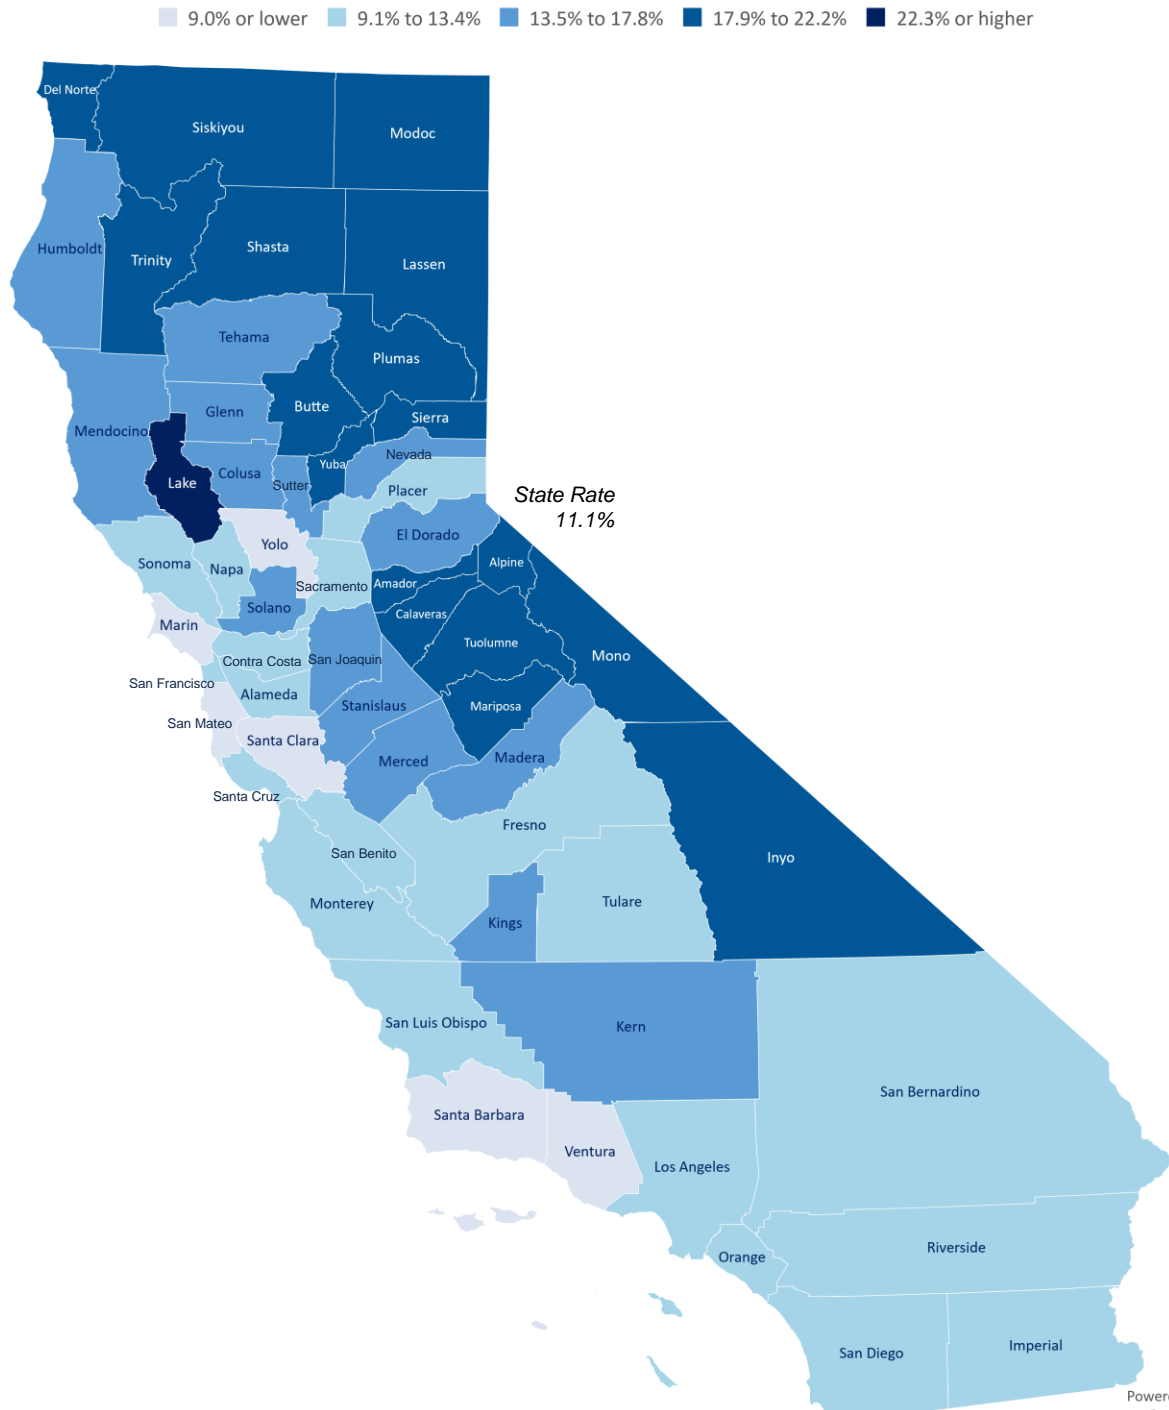 9.0% or lower 9.1% to 13.4% 13.5% to 17.8% 17.9% to 22.2% 22.3% or higher
Del Norte
Siskiyou
Modoc
Humboldt
Trinity
Shasta
Lassen
Tehama
Plumas
Butte
Glenn
Sierra
Mendocino
Nevada
Yuba
Colusa
Lake
Sutter
Placer
State Rate
11.1%
El Dorado
Yolo
Sonoma
Napa
Alpine
Amador
Sacramento
Solano
Calaveras
Marin
Tuolumne
Mono
San Joaquin
Contra Costa
San Francisco
Alameda
Stanislaus
Mariposa
San Mateo
Santa Clara
Merced
Madera
Santa Cruz
Fresno
San Benito
Inyo
Tulare
Monterey
Kings
San Luis Obispo
Kern
San Bernardino
Santa Barbara
Ventura
Los Angeles
Riverside
Orange
Imperial
San Diego
Power